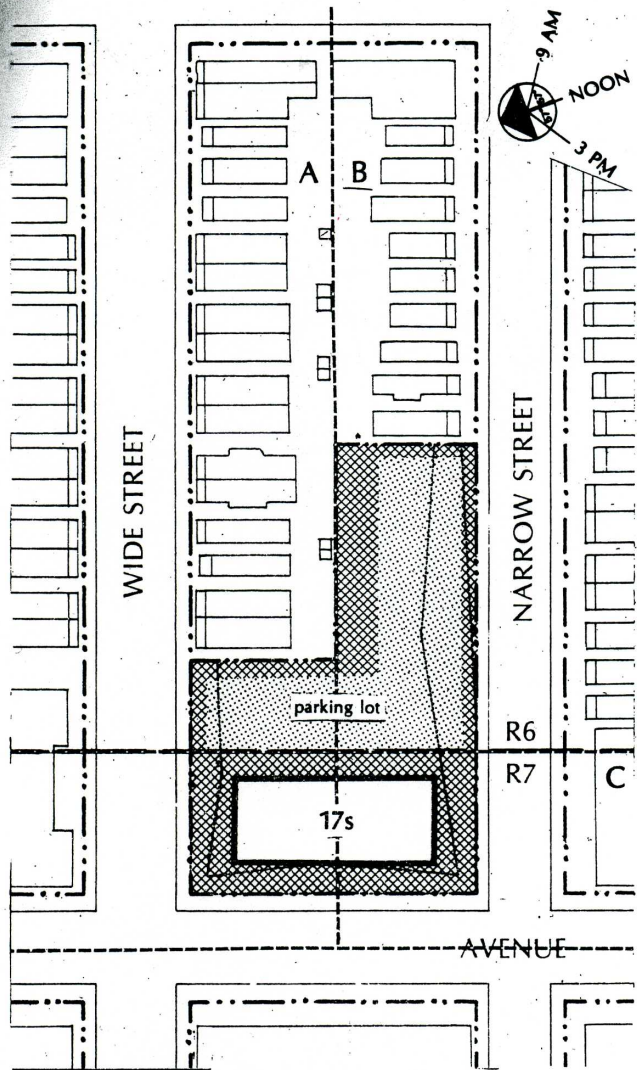 9 AM
NOON
3 PM
A
B
WIDE STREET
NARROW STREET
parking lot
R6
R7
C
17s
AVENUE